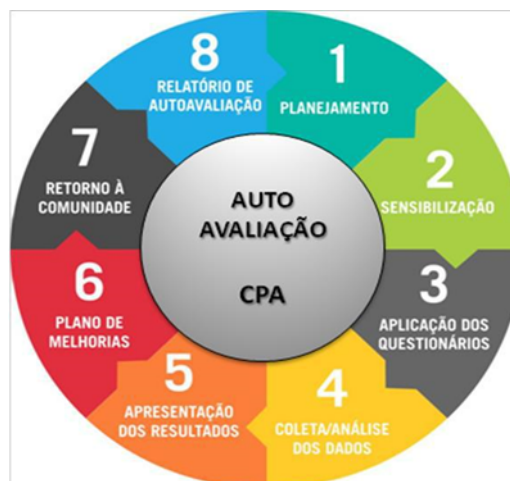 AUTO
AVALIAÇÃO
CPA
1
PLANEJAMENTO
2
SENSIBILIZAÇÃO
3
APLICAÇÃO DOS
QUESTIONÁRIOS
4
COLETA/ANÁLISE
DOS DADOS
5
APRESENTAÇÃO
DOS RESULTADOS
6
PLANO DE
MELHORIAS
7
RETORNO À
COMUNIDADE
8
RELATÓRIO DE
AUTOAVALIAÇÃO